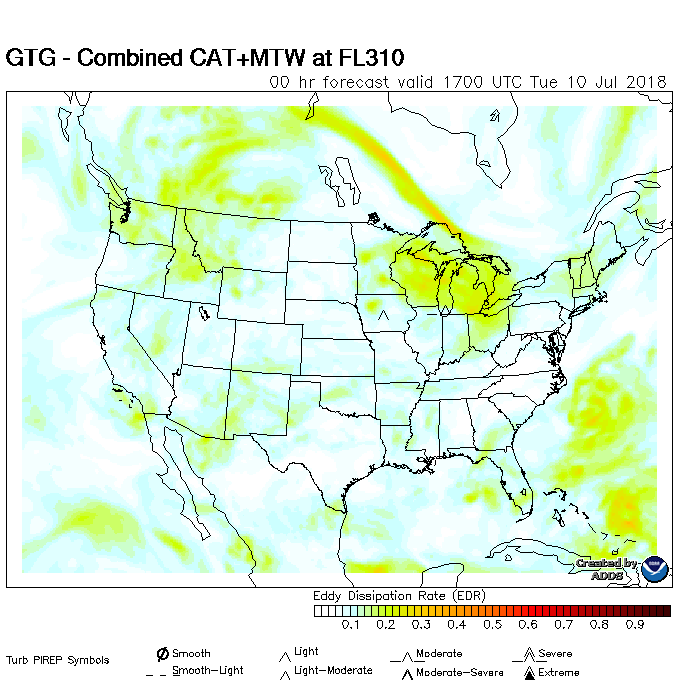 GTG - Combined CAT+MTW at FL310
00 hr forecast valid 1700 UTC Tue 10 Jul 2018
Created by
ADDS
Eddy Dissipation Rate (EDR)
0.1 0.2 0.3 0.4 0.5 0.6 0.7 0.8 0.9
Turb PIREP Symbols
Smooth Light Moderate Severe
Smooth-Light Light-Moderate Moderate-Severe Extreme